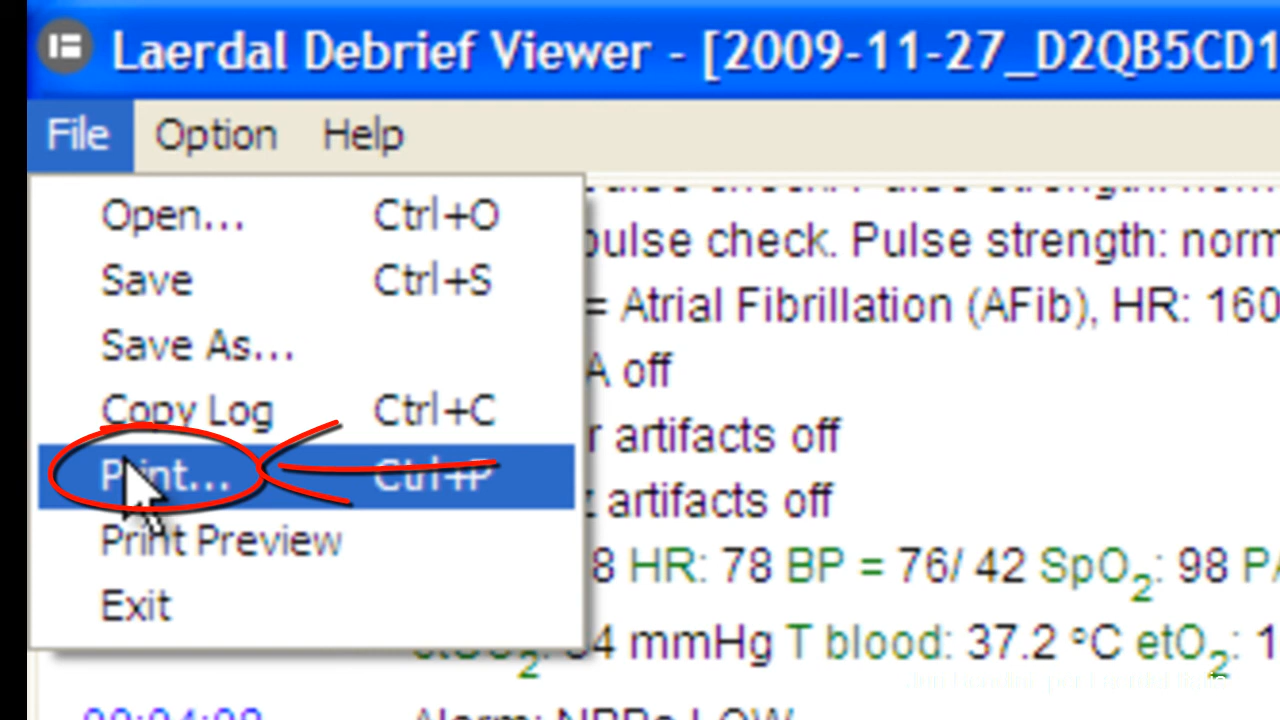 Laerdal Debrief Viewer - [2009-11-27_D2QB5CD1
File Option Help
Open... Ctrl+O
Save Ctrl+S
Save As...
Copy Log Ctrl+C
Print... Ctrl+P
Print Preview
Exit
pulse check. Pulse strength: norm
= Atrial Fibrillation (AFib), HR: 160
A off
r artifacts off
z artifacts off
8 HR: 78 BP = 76/ 42 SpO₂: 98 P
4 mmHg T blood: 37.2 °C etO₂: 1
Alarm: NBPs LOW